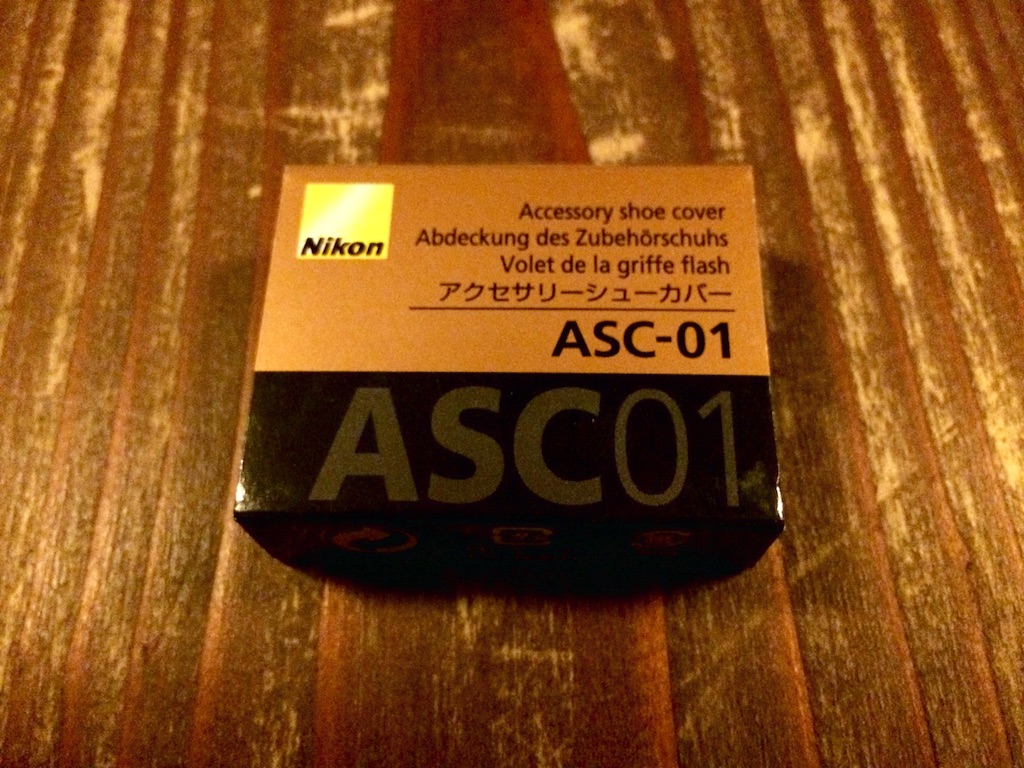 Nikon
Accessory shoe cover
Abdeckung des Zubehörschuhs
Volet de la griffe flash
アクセサリーシューカバー
ASC-01
ASC01